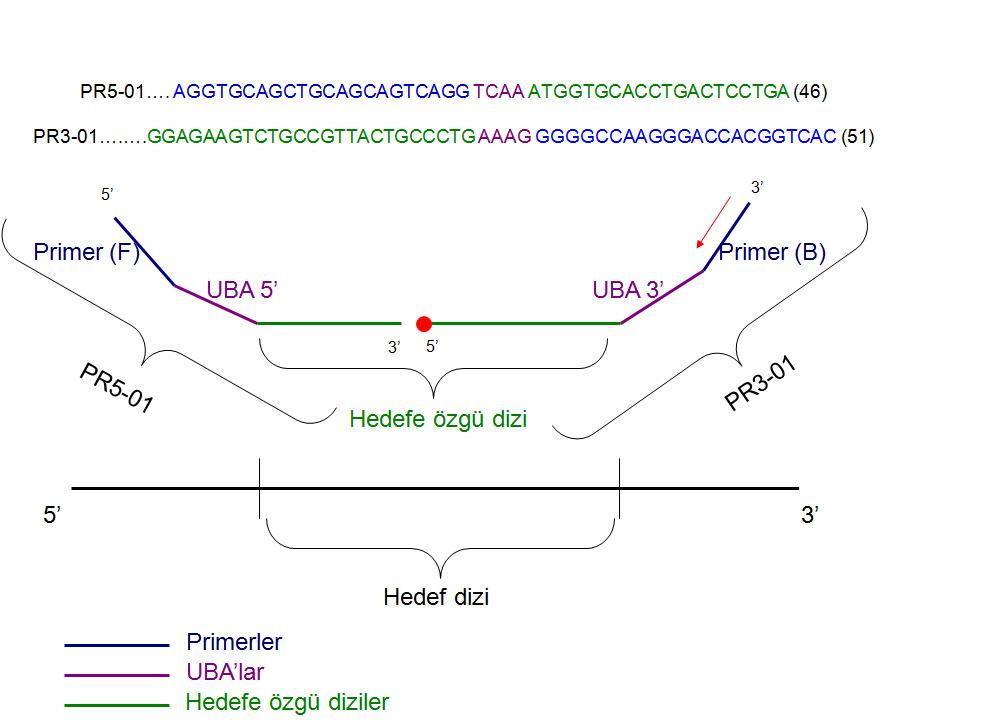 PR5-01.... AGGTGCAGCTGCAGCAGTCAGG TCAA ATGGTGCACCTGACTCCTGA (46)
PR3-01........GGAGAAGTCTGCCGTTACTGCCCTG AAAG GGGGCCAAGGGACCACGGTCAC (51)
5’ 3’
Primer (F) Primer (B)
UBA 5’ UBA 3’
3’ 5’
PR5-01 PR3-01
Hedefe özgü dizi
5’ 3’
Hedef dizi
Primerler
UBA’lar
Hedefe özgü diziler